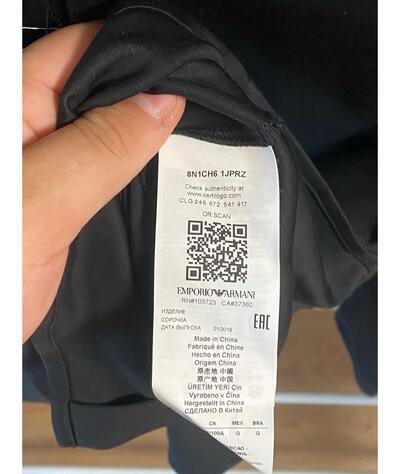 8N1CH6 1JPRZ
Check authenticity at
www.certilogo.com
CLG 245 672 541 417
OR SCAN
EMPORIO ARMANI
RN#103723 CA#37360
ИЗДЕЛИЕ
СОРОЧКА
ДАТА ВЫПУСКА 01/2018
EAC
Made in China
Fabriqué en Chine
Hecho en China
Origem China
原產地 中國
原产地 中国
ÜRETİM YERİ Çin
Vyrobeno v Čína
Hergestellt in China
СДЕЛАНО В Китай
CN MEX BRA
/100A G G